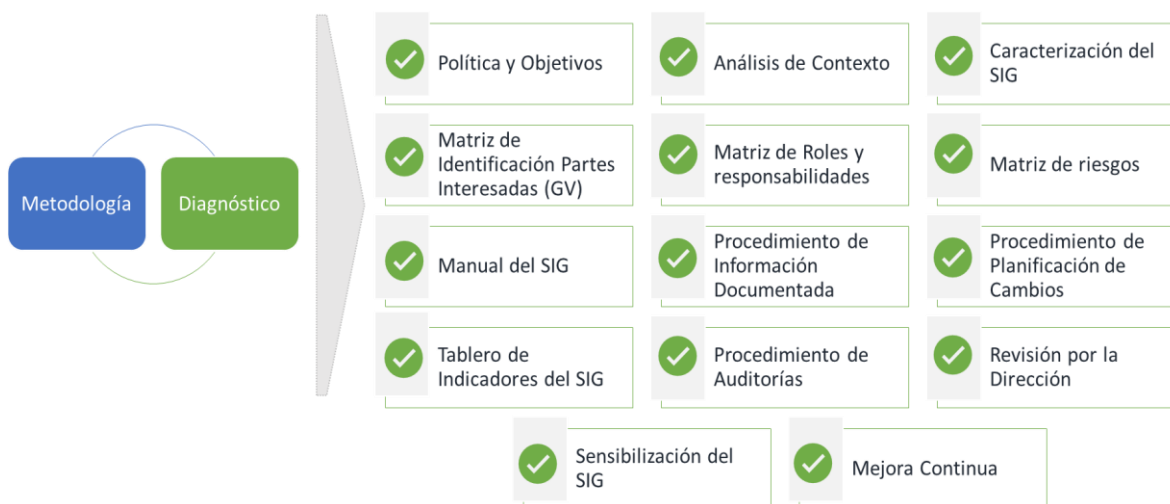 Metodología
Diagnóstico
Política y Objetivos
Análisis de Contexto
Caracterización del
SIG
Matriz de
Identificación Partes
Interesadas (GV)
Matriz de Roles y
responsabilidades
Matriz de riesgos
Manual del SIG
Procedimiento de
Información
Documentada
Procedimiento de
Planificación de
Cambios
Tablero de
Indicadores del SIG
Procedimiento de
Auditorías
Revisión por la
Dirección
Sensibilización del
SIG
Mejora Continua